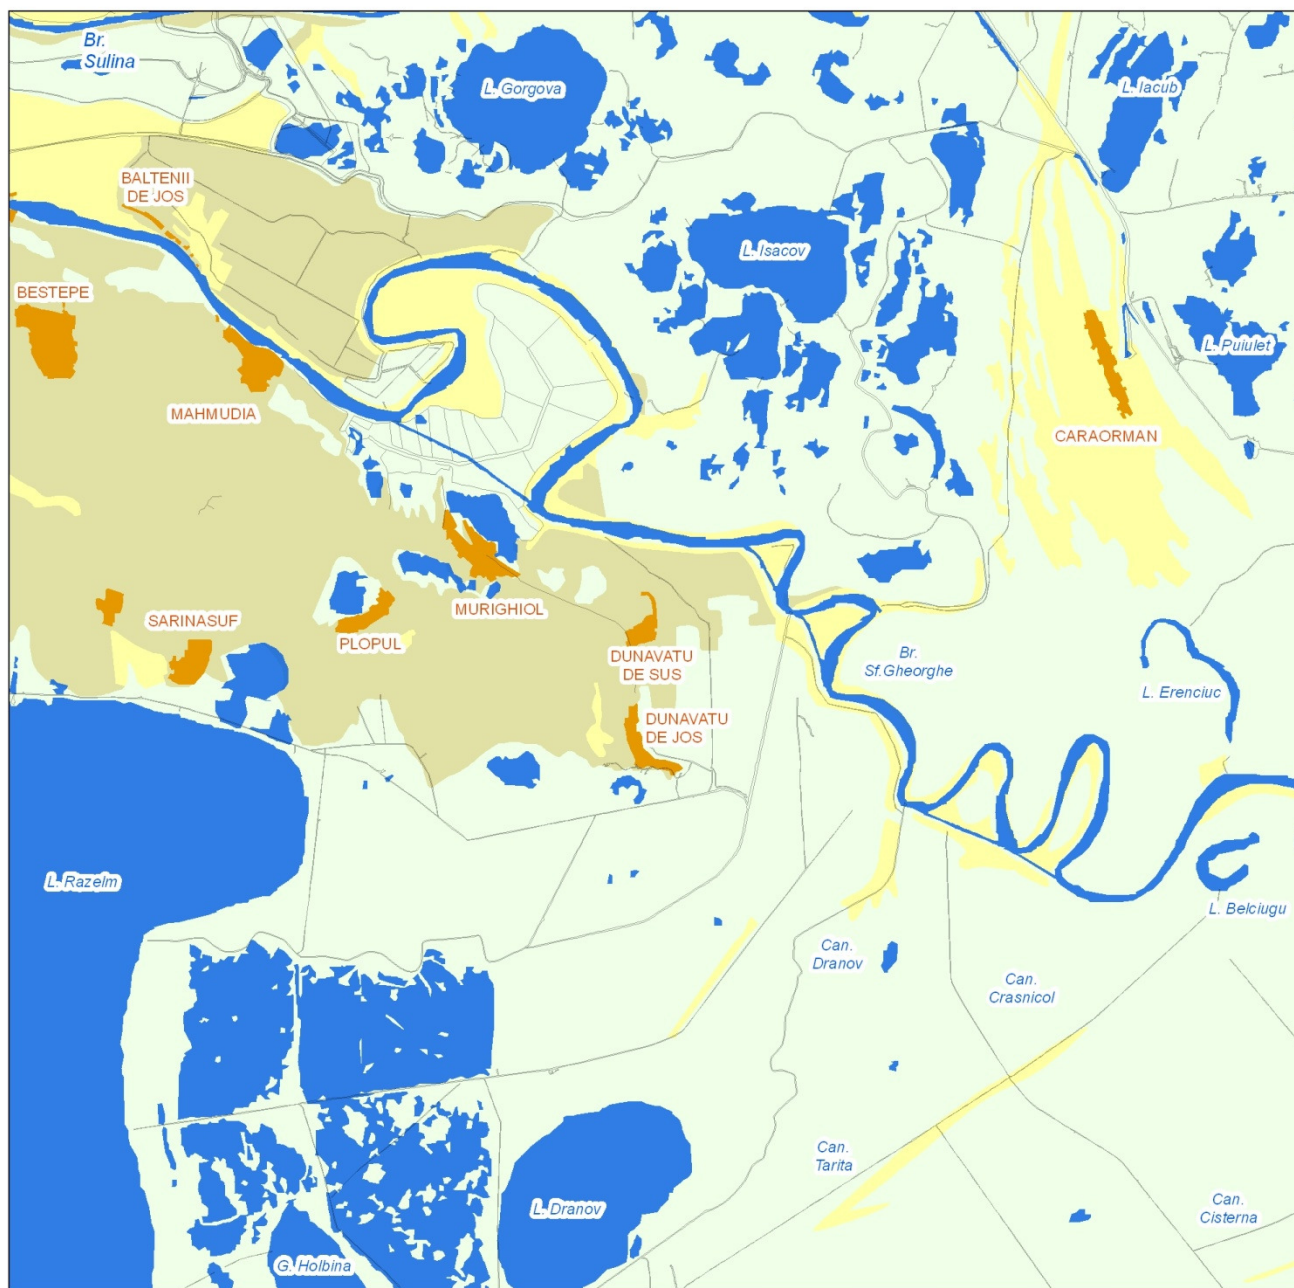 Br.
Sulina
L. Gorgova
L. Iacub
BALTENII
DE JOS
L. Isacov
BESTEPE
L. Puiulet
MAHMUDIA
CARAORMAN
MURIGHIOL
SARINASUF
PLOPUL
DUNAVATU
DE SUS
Br.
Sf.Gheorghe
L. Erenciuc
DUNAVATU
DE JOS
L. Razelm
L. Belciugu
Can.
Dranov
Can.
Crasnicol
Can.
Tarita
L. Dranov
Can.
Cisterna
G. Holbina